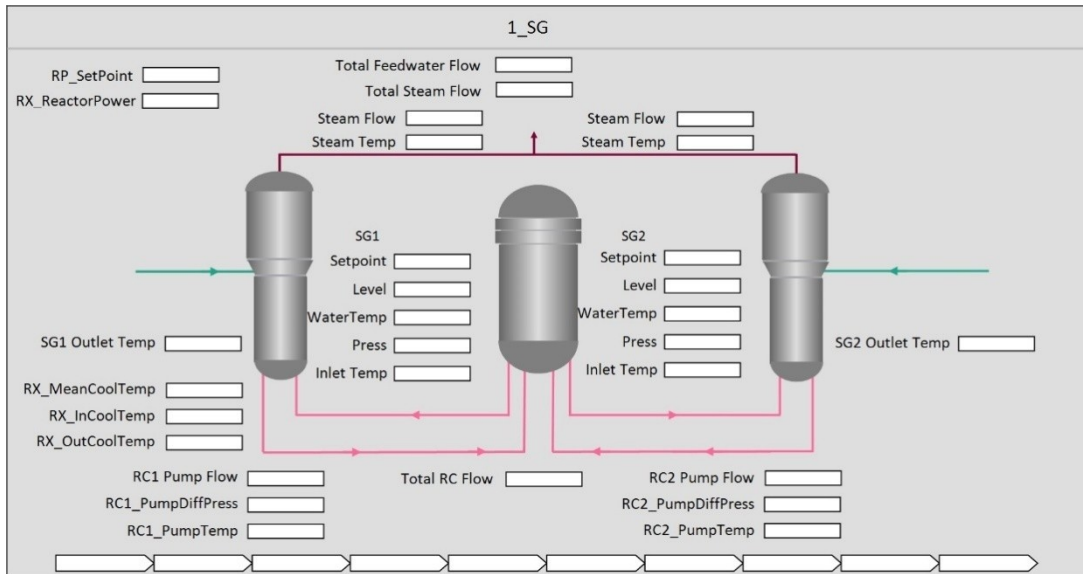 1_SG
RP_SetPoint
RX_ReactorPower
Total Feedwater Flow
Total Steam Flow
Steam Flow
Steam Temp
Steam Flow
Steam Temp
SG1
Setpoint
Level
WaterTemp
Press
Inlet Temp
SG2
Setpoint
Level
WaterTemp
Press
Inlet Temp
SG1 Outlet Temp
SG2 Outlet Temp
RX_MeanCoolTemp
RX_InCoolTemp
RX_OutCoolTemp
RC1 Pump Flow
RC1_PumpDiffPress
RC1_PumpTemp
Total RC Flow
RC2 Pump Flow
RC2_PumpDiffPress
RC2_PumpTemp